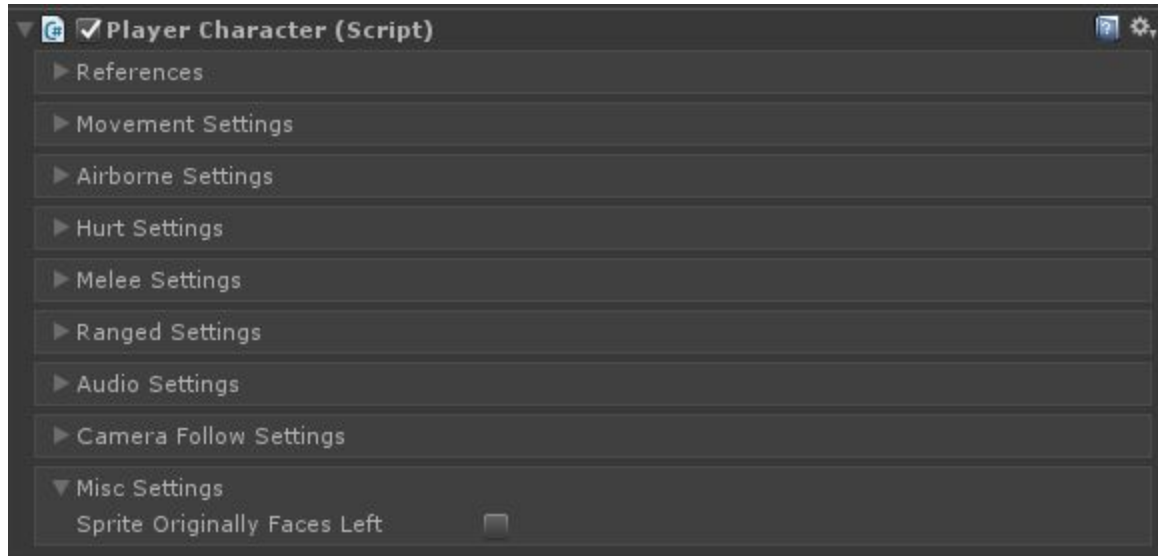 Player Character (Script)
References
Movement Settings
Airborne Settings
Hurt Settings
Melee Settings
Ranged Settings
Audio Settings
Camera Follow Settings
Misc Settings
Sprite Originally Faces Left